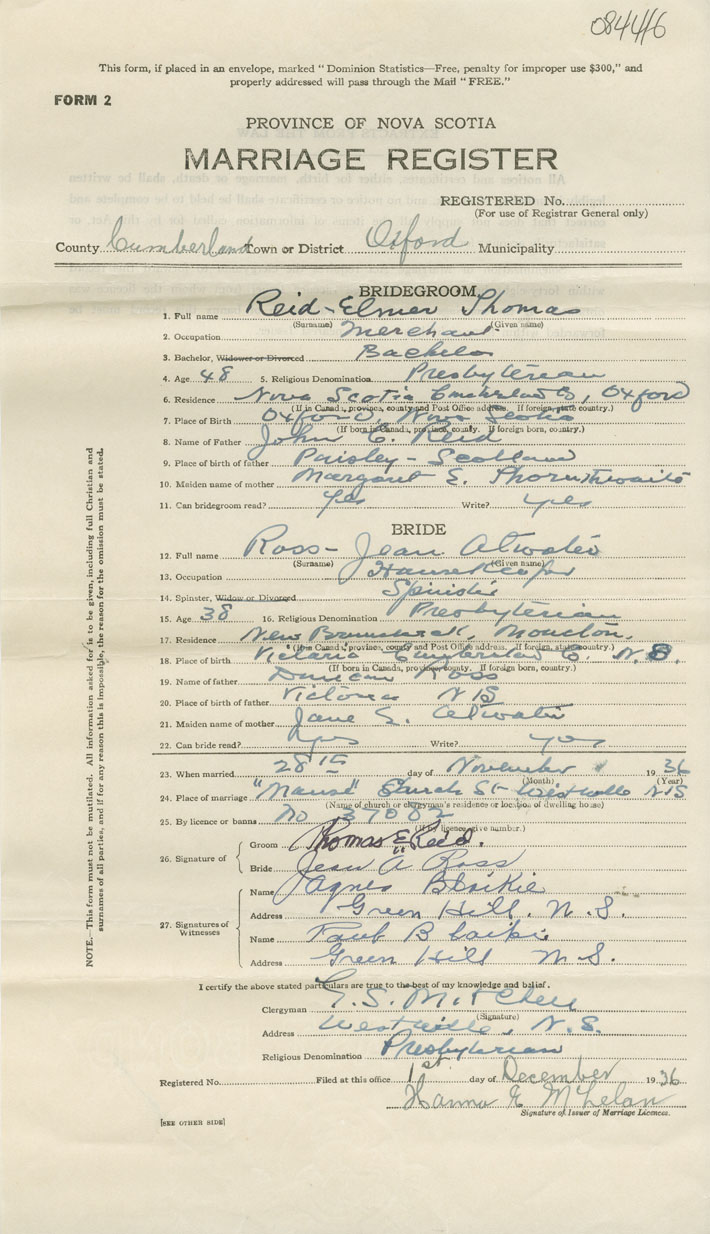 084416
This form, if placed in an envelope, marked “Dominion Statistics—Free, penalty for improper use $300,” and
properly addressed will pass through the Mail “FREE.”
FORM 2
PROVINCE OF NOVA SCOTIA
MARRIAGE REGISTER
REGISTERED No.
(For use of Registrar General only)
County Cumberland Town or District Oxford Municipality
BRIDEGROOM
1. Full name Reid-Elmer Thomas
(Surname) (Given name)
2. Occupation Merchant
3. Bachelor, Widower or Divorced Bachelor
4. Age 48 5. Religious Denomination Presbyterian
6. Residence Nova Scotia Cumberland Co, Oxford
(If in Canada, province, county and Post Office address. If foreign, state country.)
7. Place of Birth Oxford, Nova Scotia
(If born in Canada, province, county. If foreign born, country.)
8. Name of Father John C. Reid
9. Place of birth of father Paisley-Scotland
10. Maiden name of mother Margaret E. Thornthwaite
11. Can bridegroom read? Yes Write? Yes
BRIDE
12. Full name Ross- Jean Atwater
(Surname) (Given name)
13. Occupation Housekeeper
14. Spinster, Widow or Divorced Spinster
15. Age 38 16. Religious Denomination Presbyterian
17. Residence New Brunswick, Moncton.
(If in Canada, province, county and Post Office address. If foreign, state country.)
18. Place of birth Victoria Cumberland Co. N.S.
(If born in Canada, province, county. If foreign born, country.)
19. Name of father Duncan Ross
20. Place of birth of father Victoria NS
21. Maiden name of mother Jane S. Atwater
22. Can bride read? Yes Write? yes
23. When married 28th day of November 1936
(Month) (Year)
24. Place of marriage "Manse" Church St- Westville NS
(Name of church or clergyman's residence or location of dwelling house)
25. By licence or banns No 37082
(If by licence give number.)
26. Signature of Groom Thomas E Reid.
Bride Jean A Ross
27. Signatures of Witnesses Name Agnes Blaikie
Address Green Hill, N.S.
Name Blaikie
Address Green Hill N.S.
I certify the above stated particulars are true to the best of my knowledge and belief.
Clergyman Mitchell
(Signature)
Address Westville, N.S.
Religious Denomination Presbyterian
Registered No. Filed at this office 1st day of December 1936
Hanna E McLelan
Signature of Issuer of Marriage Licences.
[SEE OTHER SIDE]
NOTE.—This form must not be mutilated. All information asked for is to be given, including full Christian and
surnames of all parties, and if for any reason this is impossible, the reason for the omission must be stated.